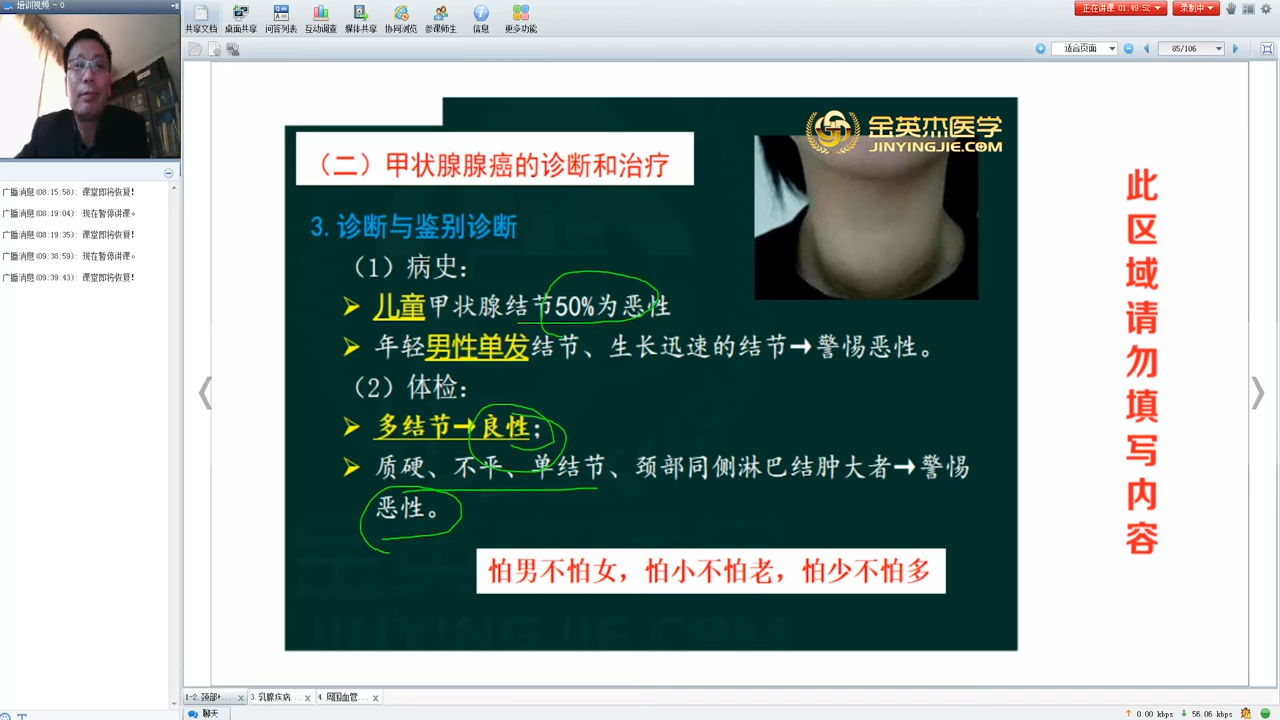 培训视频 - 0
共享文档
桌面共享
问答列表
互动调查
媒体共享
协同浏览
参课师生
信息
更多功能
正在讲课 01:49:52
录制中
适合页面
85/106
广播消息(08:15:58): 课堂即将恢复!
广播消息(08:19:04): 现在暂停讲课。
广播消息(08:19:35): 课堂即将恢复!
广播消息(09:38:59): 现在暂停讲课。
广播消息(09:39:43): 课堂即将恢复!
金英杰医学
JINYINGJIE.COM
（二）甲状腺腺癌的诊断和治疗
3. 诊断与鉴别诊断
（1）病史：
儿童甲状腺结节50%为恶性
年轻男性单发结节、生长迅速的结节→警惕恶性。
（2）体检：
多结节→良性；
质硬、不平、单结节、颈部同侧淋巴结肿大者→警惕
恶性。
怕男不怕女，怕小不怕老，怕少不怕多
此区域请勿填写内容
3. 乳腺疾病...
4. 周围血管...
聊天
0.00 kbps
56.06 kbps